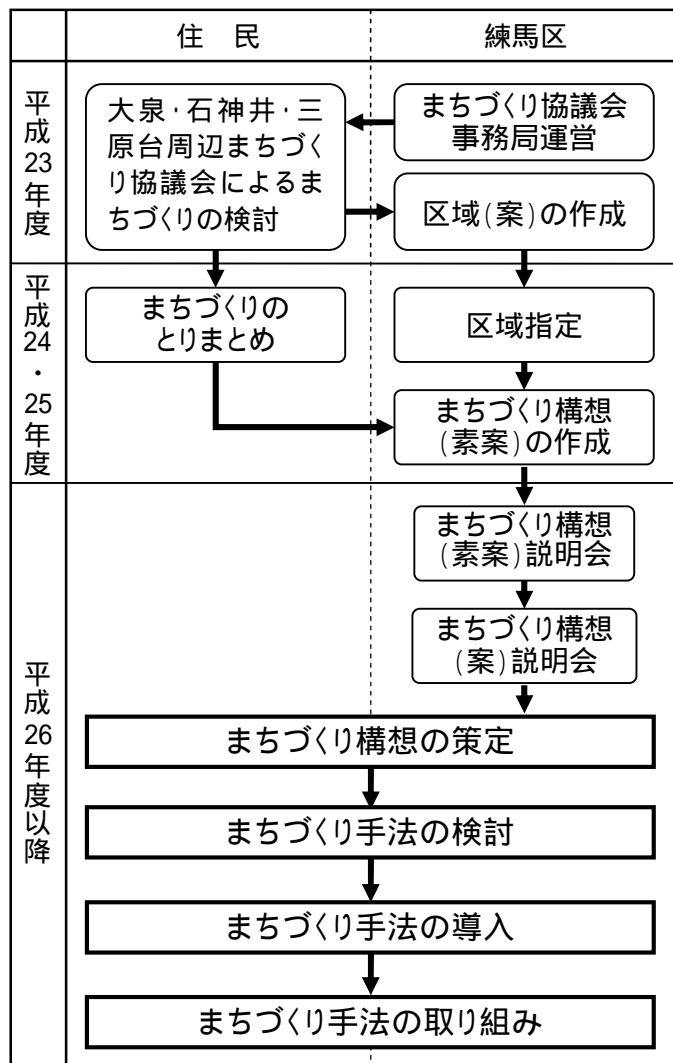 住　民
練馬区
平成23年度
大泉・石神井・三
原台周辺まちづく
り協議会によるま
ちづくりの検討
まちづくり協議会
事務局運営
区域(案)の作成
平成24・25年度
まちづくりの
とりまとめ
区域指定
まちづくり構想
(素案)の作成
平成26年度以降
まちづくり構想
(素案)説明会
まちづくり構想
(案)説明会
まちづくり構想の策定
まちづくり手法の検討
まちづくり手法の導入
まちづくり手法の取り組み